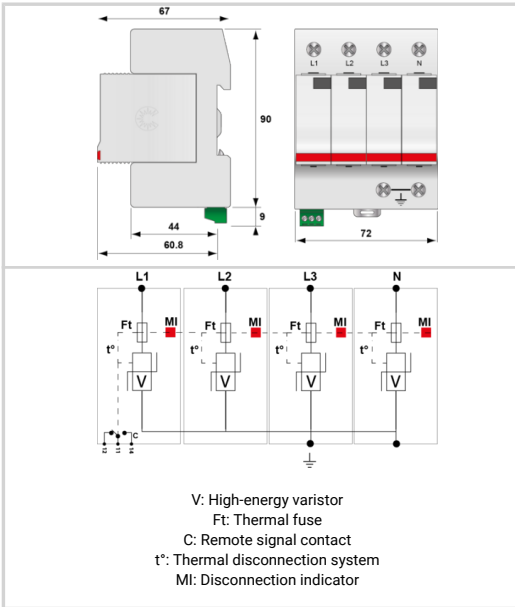 67
L1 L2 L3 N
90
9
44
60.8
72
L1 L2 L3 N
Ft MI Ft MI Ft MI Ft MI
t° t° t° t°
V V V V
C
12 11 14
V: High-energy varistor
Ft: Thermal fuse
C: Remote signal contact
t°: Thermal disconnection system
MI: Disconnection indicator